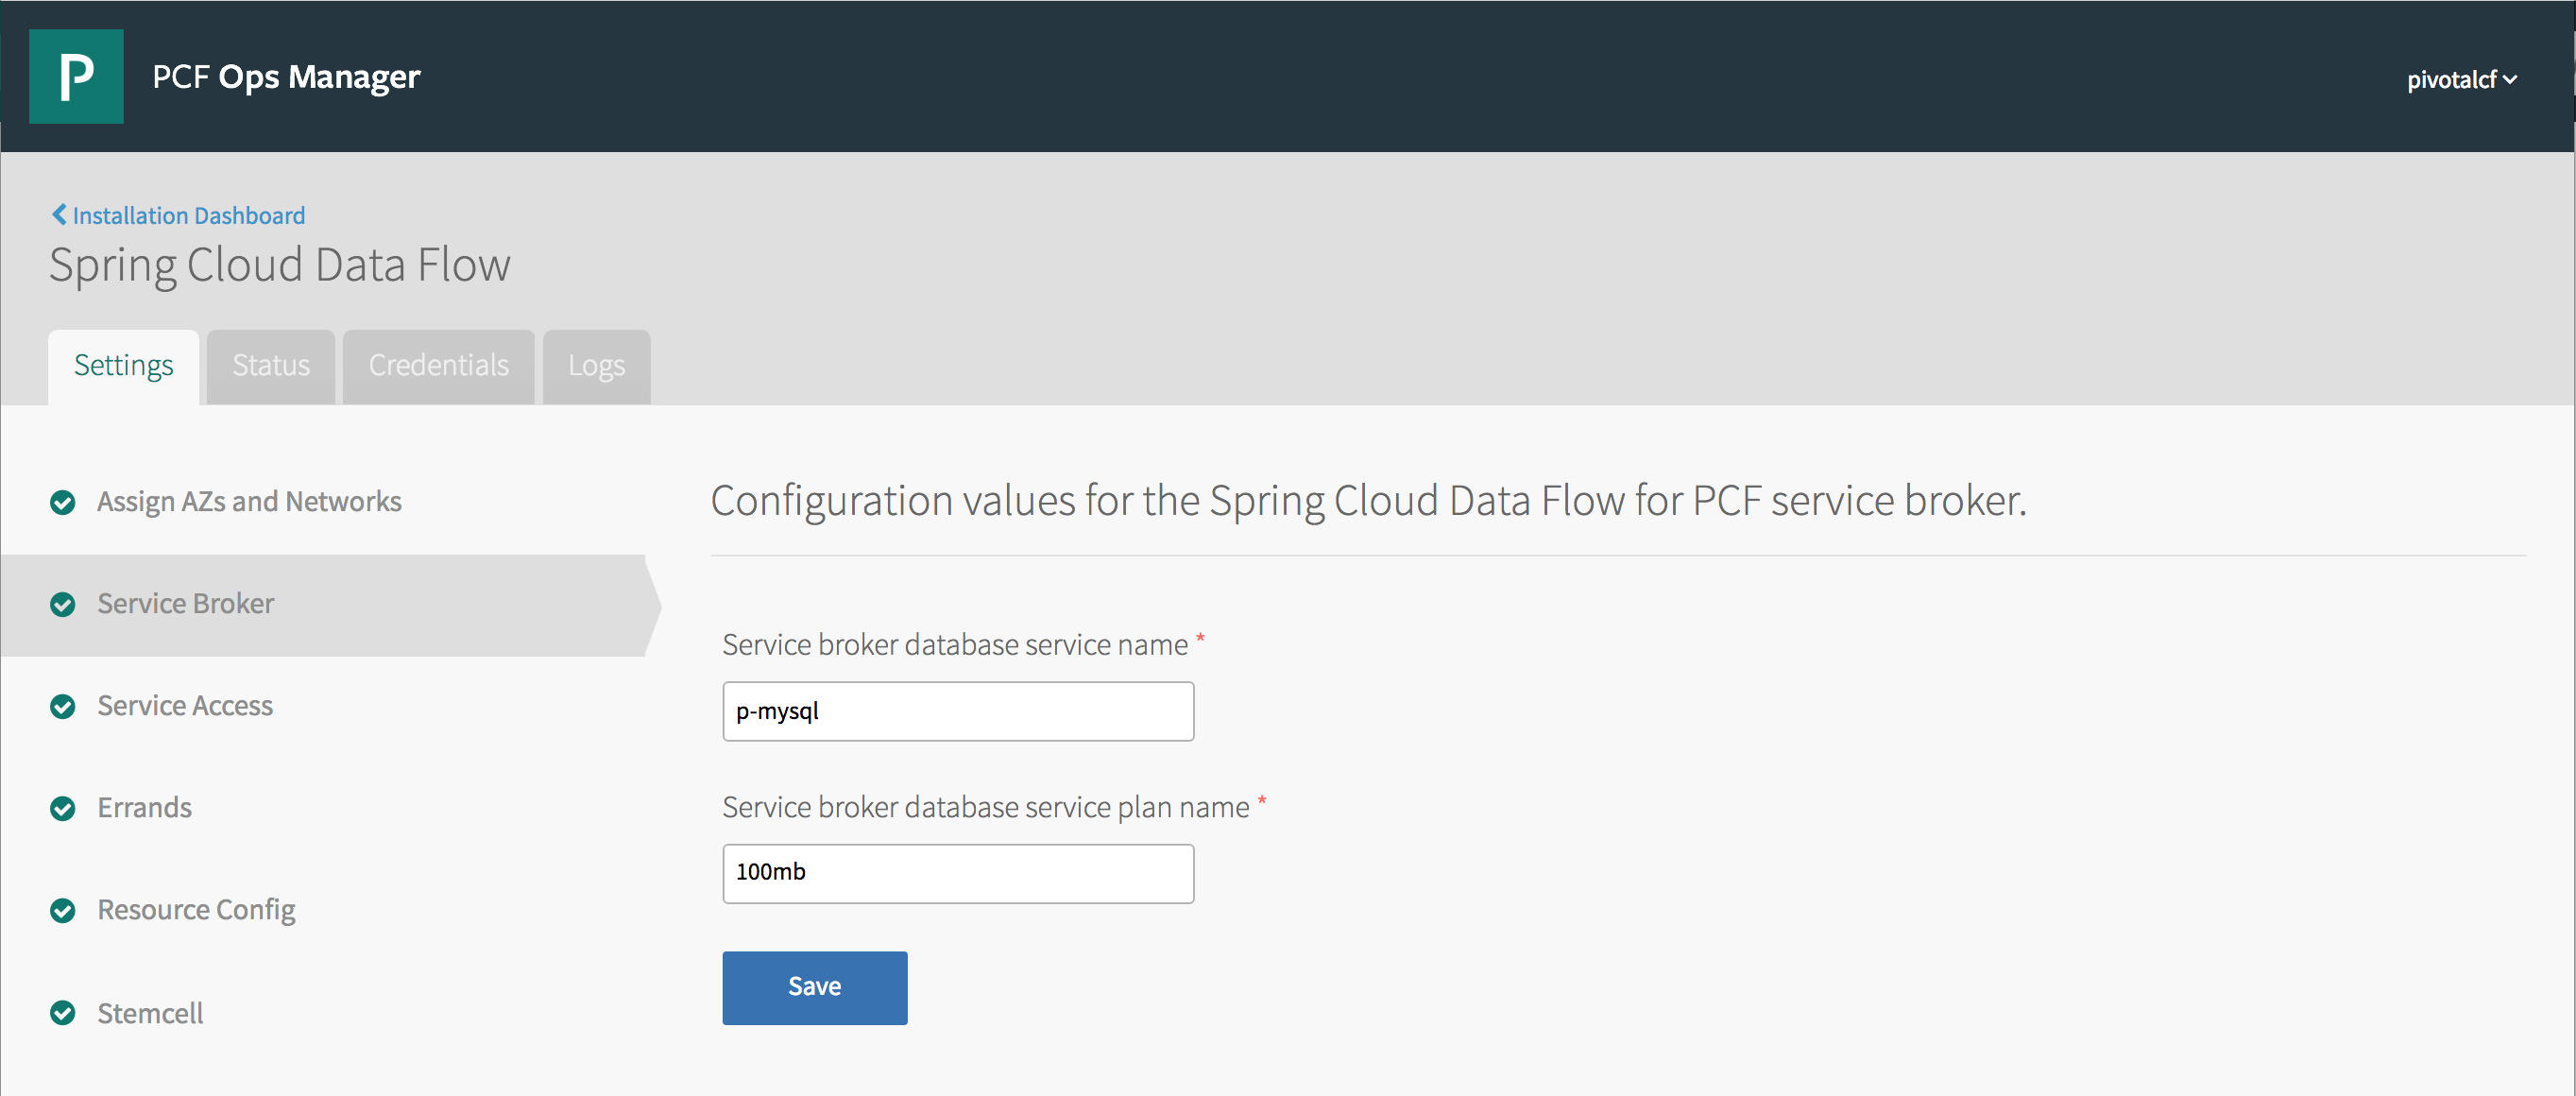 P
PCF Ops Manager
pivotalcf
Installation Dashboard
Spring Cloud Data Flow
Settings
Status
Credentials
Logs
Assign AZs and Networks
Service Broker
Service Access
Errands
Resource Config
Stemcell
Configuration values for the Spring Cloud Data Flow for PCF service broker.
Service broker database service name *
p-mysql
Service broker database service plan name *
100mb
Save